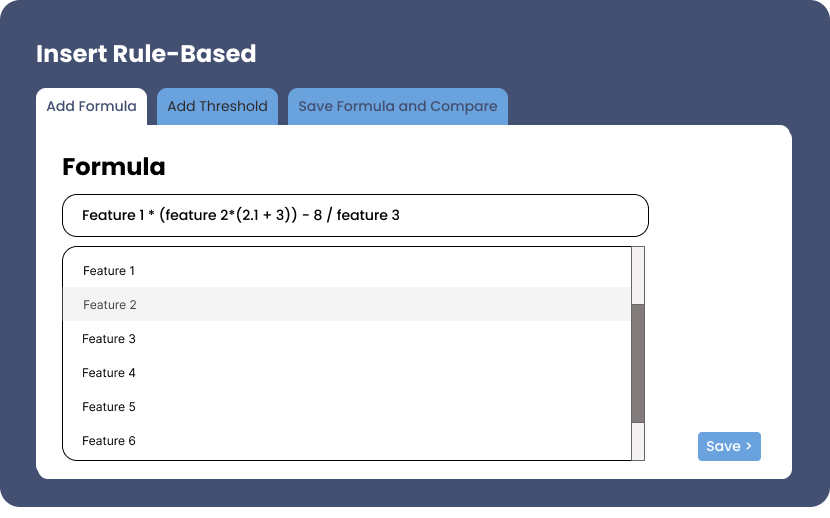 Insert Rule-Based
Add Formula
Add Threshold
Save Formula and Compare
Formula
Feature 1 * (feature 2*(2.1 + 3)) - 8 / feature 3
Feature 1
Feature 2
Feature 3
Feature 4
Feature 5
Feature 6
Save >